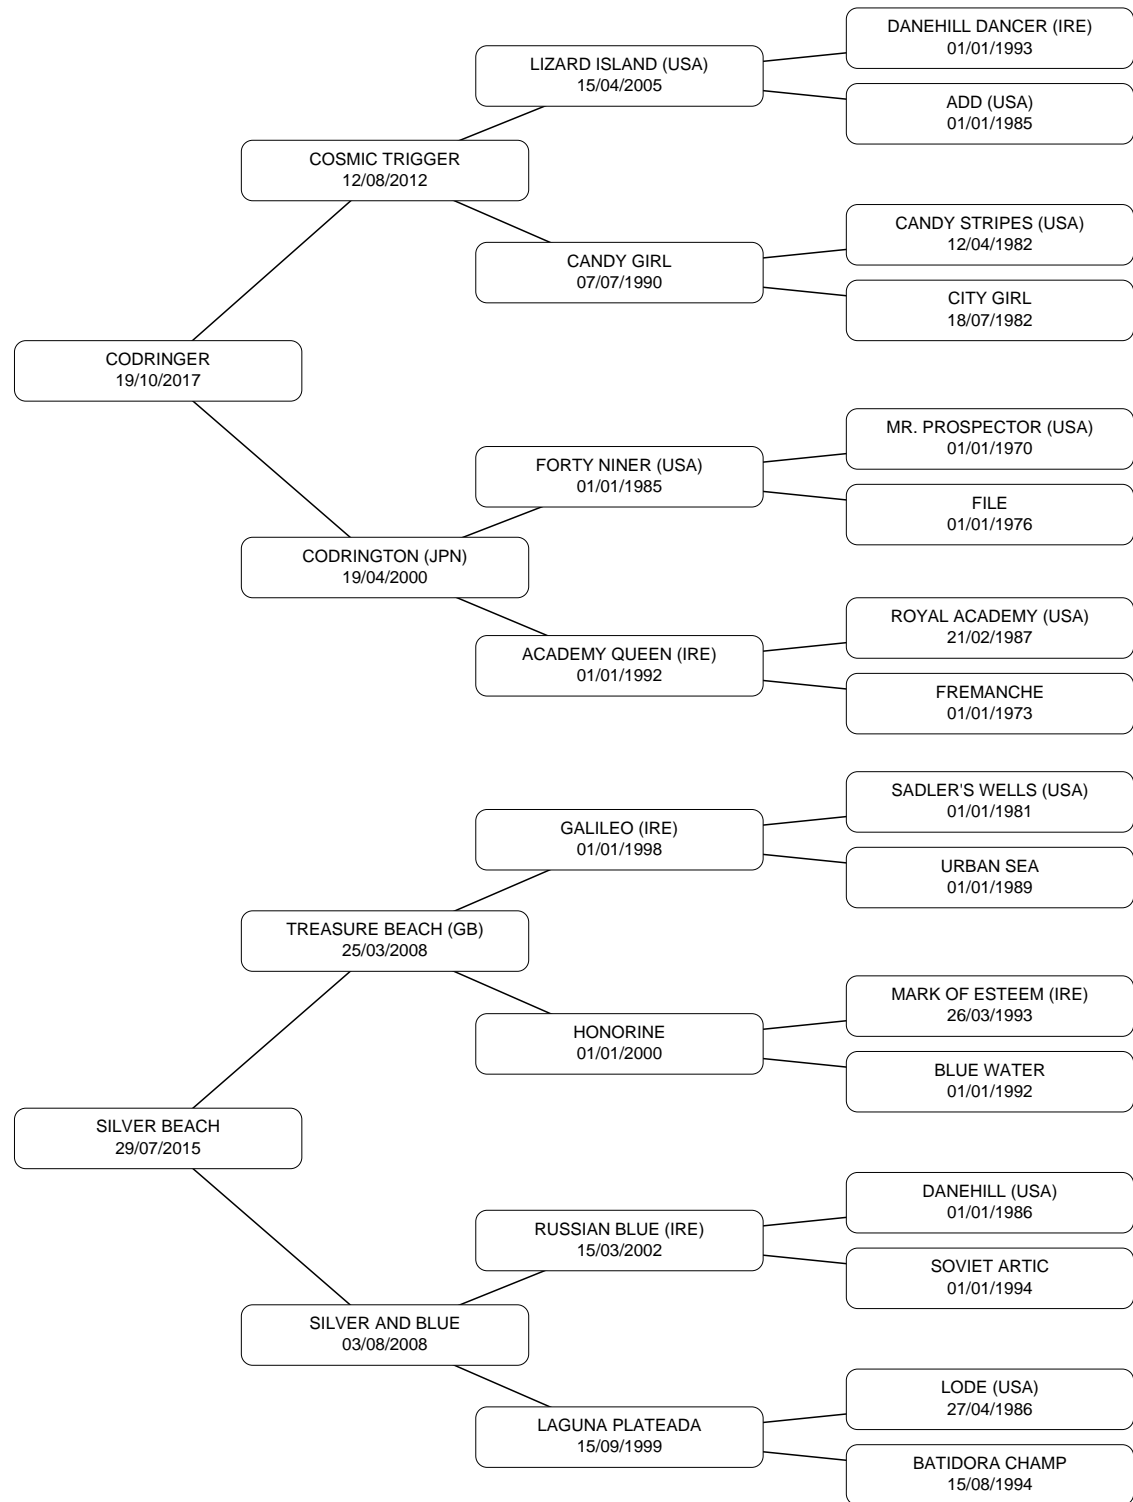 DANEHILL DANCER (IRE)
01/01/1993
LIZARD ISLAND (USA)
15/04/2005
ADD (USA)
01/01/1985
COSMIC TRIGGER
12/08/2012
CANDY STRIPES (USA)
12/04/1982
CANDY GIRL
07/07/1990
CITY GIRL
18/07/1982
CODRINGER
19/10/2017
MR. PROSPECTOR (USA)
01/01/1970
FORTY NINER (USA)
01/01/1985
FILE
01/01/1976
CODRINGTON (JPN)
19/04/2000
ROYAL ACADEMY (USA)
21/02/1987
ACADEMY QUEEN (IRE)
01/01/1992
FREMANCHE
01/01/1973
SADLER'S WELLS (USA)
01/01/1981
GALILEO (IRE)
01/01/1998
URBAN SEA
01/01/1989
TREASURE BEACH (GB)
25/03/2008
MARK OF ESTEEM (IRE)
26/03/1993
HONORINE
01/01/2000
BLUE WATER
01/01/1992
SILVER BEACH
29/07/2015
DANEHILL (USA)
01/01/1986
RUSSIAN BLUE (IRE)
15/03/2002
SOVIET ARTIC
01/01/1994
SILVER AND BLUE
03/08/2008
LODE (USA)
27/04/1986
LAGUNA PLATEADA
15/09/1999
BATIDORA CHAMP
15/08/1994